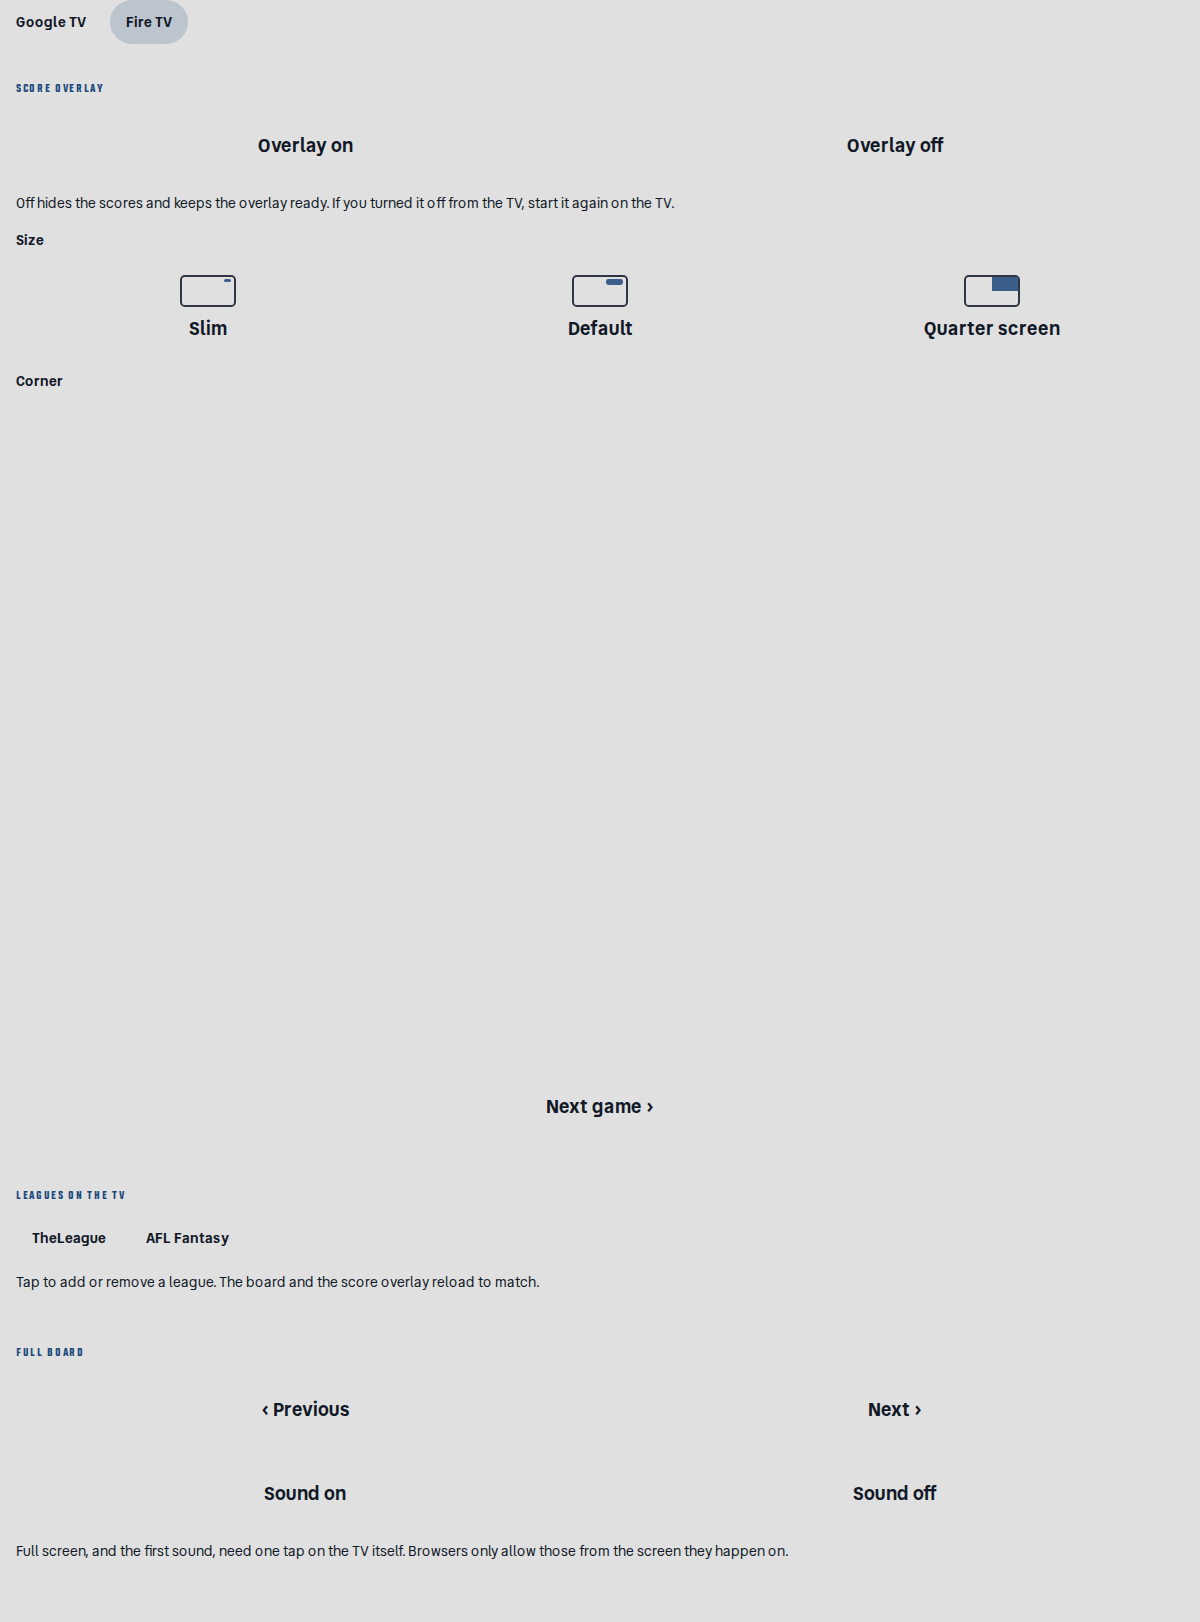 Google TV Fire TV
SCORE OVERLAY
Overlay on Overlay off
Off hides the scores and keeps the overlay ready. If you turned it off from the TV, start it again on the TV.
Size
Slim Default Quarter screen
Corner
Next game ›
LEAGUES ON THE TV
TheLeague AFL Fantasy
Tap to add or remove a league. The board and the score overlay reload to match.
FULL BOARD
‹ Previous Next ›
Sound on Sound off
Full screen, and the first sound, need one tap on the TV itself. Browsers only allow those from the screen they happen on.